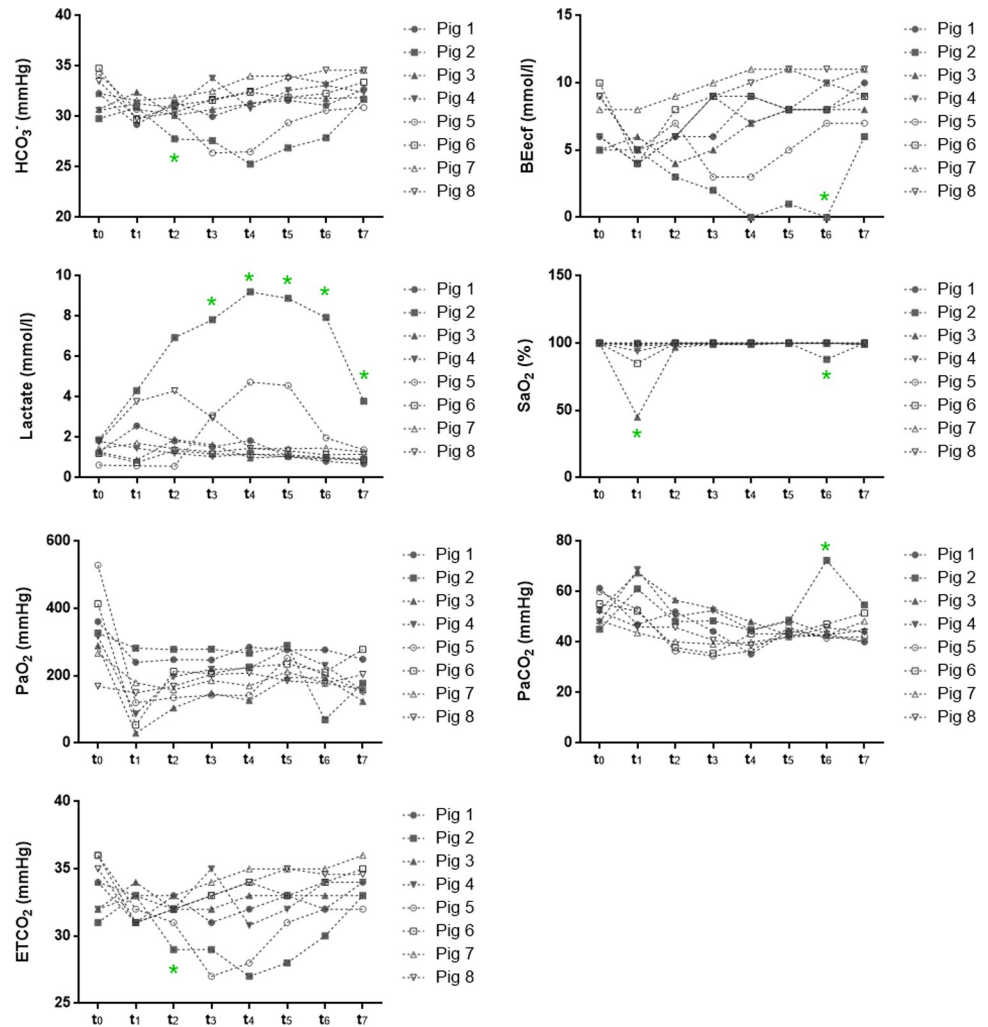 HCO3- (mmHg)
40
35
30
25
20
t0 t1 t2 t3 t4 t5 t6 t7
*
Pig 1
Pig 2
Pig 3
Pig 4
Pig 5
Pig 6
Pig 7
Pig 8
BEecf (mmol/l)
15
10
5
0
t0 t1 t2 t3 t4 t5 t6 t7
*
Pig 1
Pig 2
Pig 3
Pig 4
Pig 5
Pig 6
Pig 7
Pig 8
Lactate (mmol/l)
10
8
6
4
2
0
t0 t1 t2 t3 t4 t5 t6 t7
* * * * *
Pig 1
Pig 2
Pig 3
Pig 4
Pig 5
Pig 6
Pig 7
Pig 8
SaO2 (%)
150
100
50
0
t0 t1 t2 t3 t4 t5 t6 t7
* *
Pig 1
Pig 2
Pig 3
Pig 4
Pig 5
Pig 6
Pig 7
Pig 8
PaO2 (mmHg)
600
400
200
0
t0 t1 t2 t3 t4 t5 t6 t7
Pig 1
Pig 2
Pig 3
Pig 4
Pig 5
Pig 6
Pig 7
Pig 8
PaCO2 (mmHg)
80
60
40
20
0
t0 t1 t2 t3 t4 t5 t6 t7
*
Pig 1
Pig 2
Pig 3
Pig 4
Pig 5
Pig 6
Pig 7
Pig 8
ETCO2 (mmHg)
40
35
30
25
t0 t1 t2 t3 t4 t5 t6 t7
*
Pig 1
Pig 2
Pig 3
Pig 4
Pig 5
Pig 6
Pig 7
Pig 8